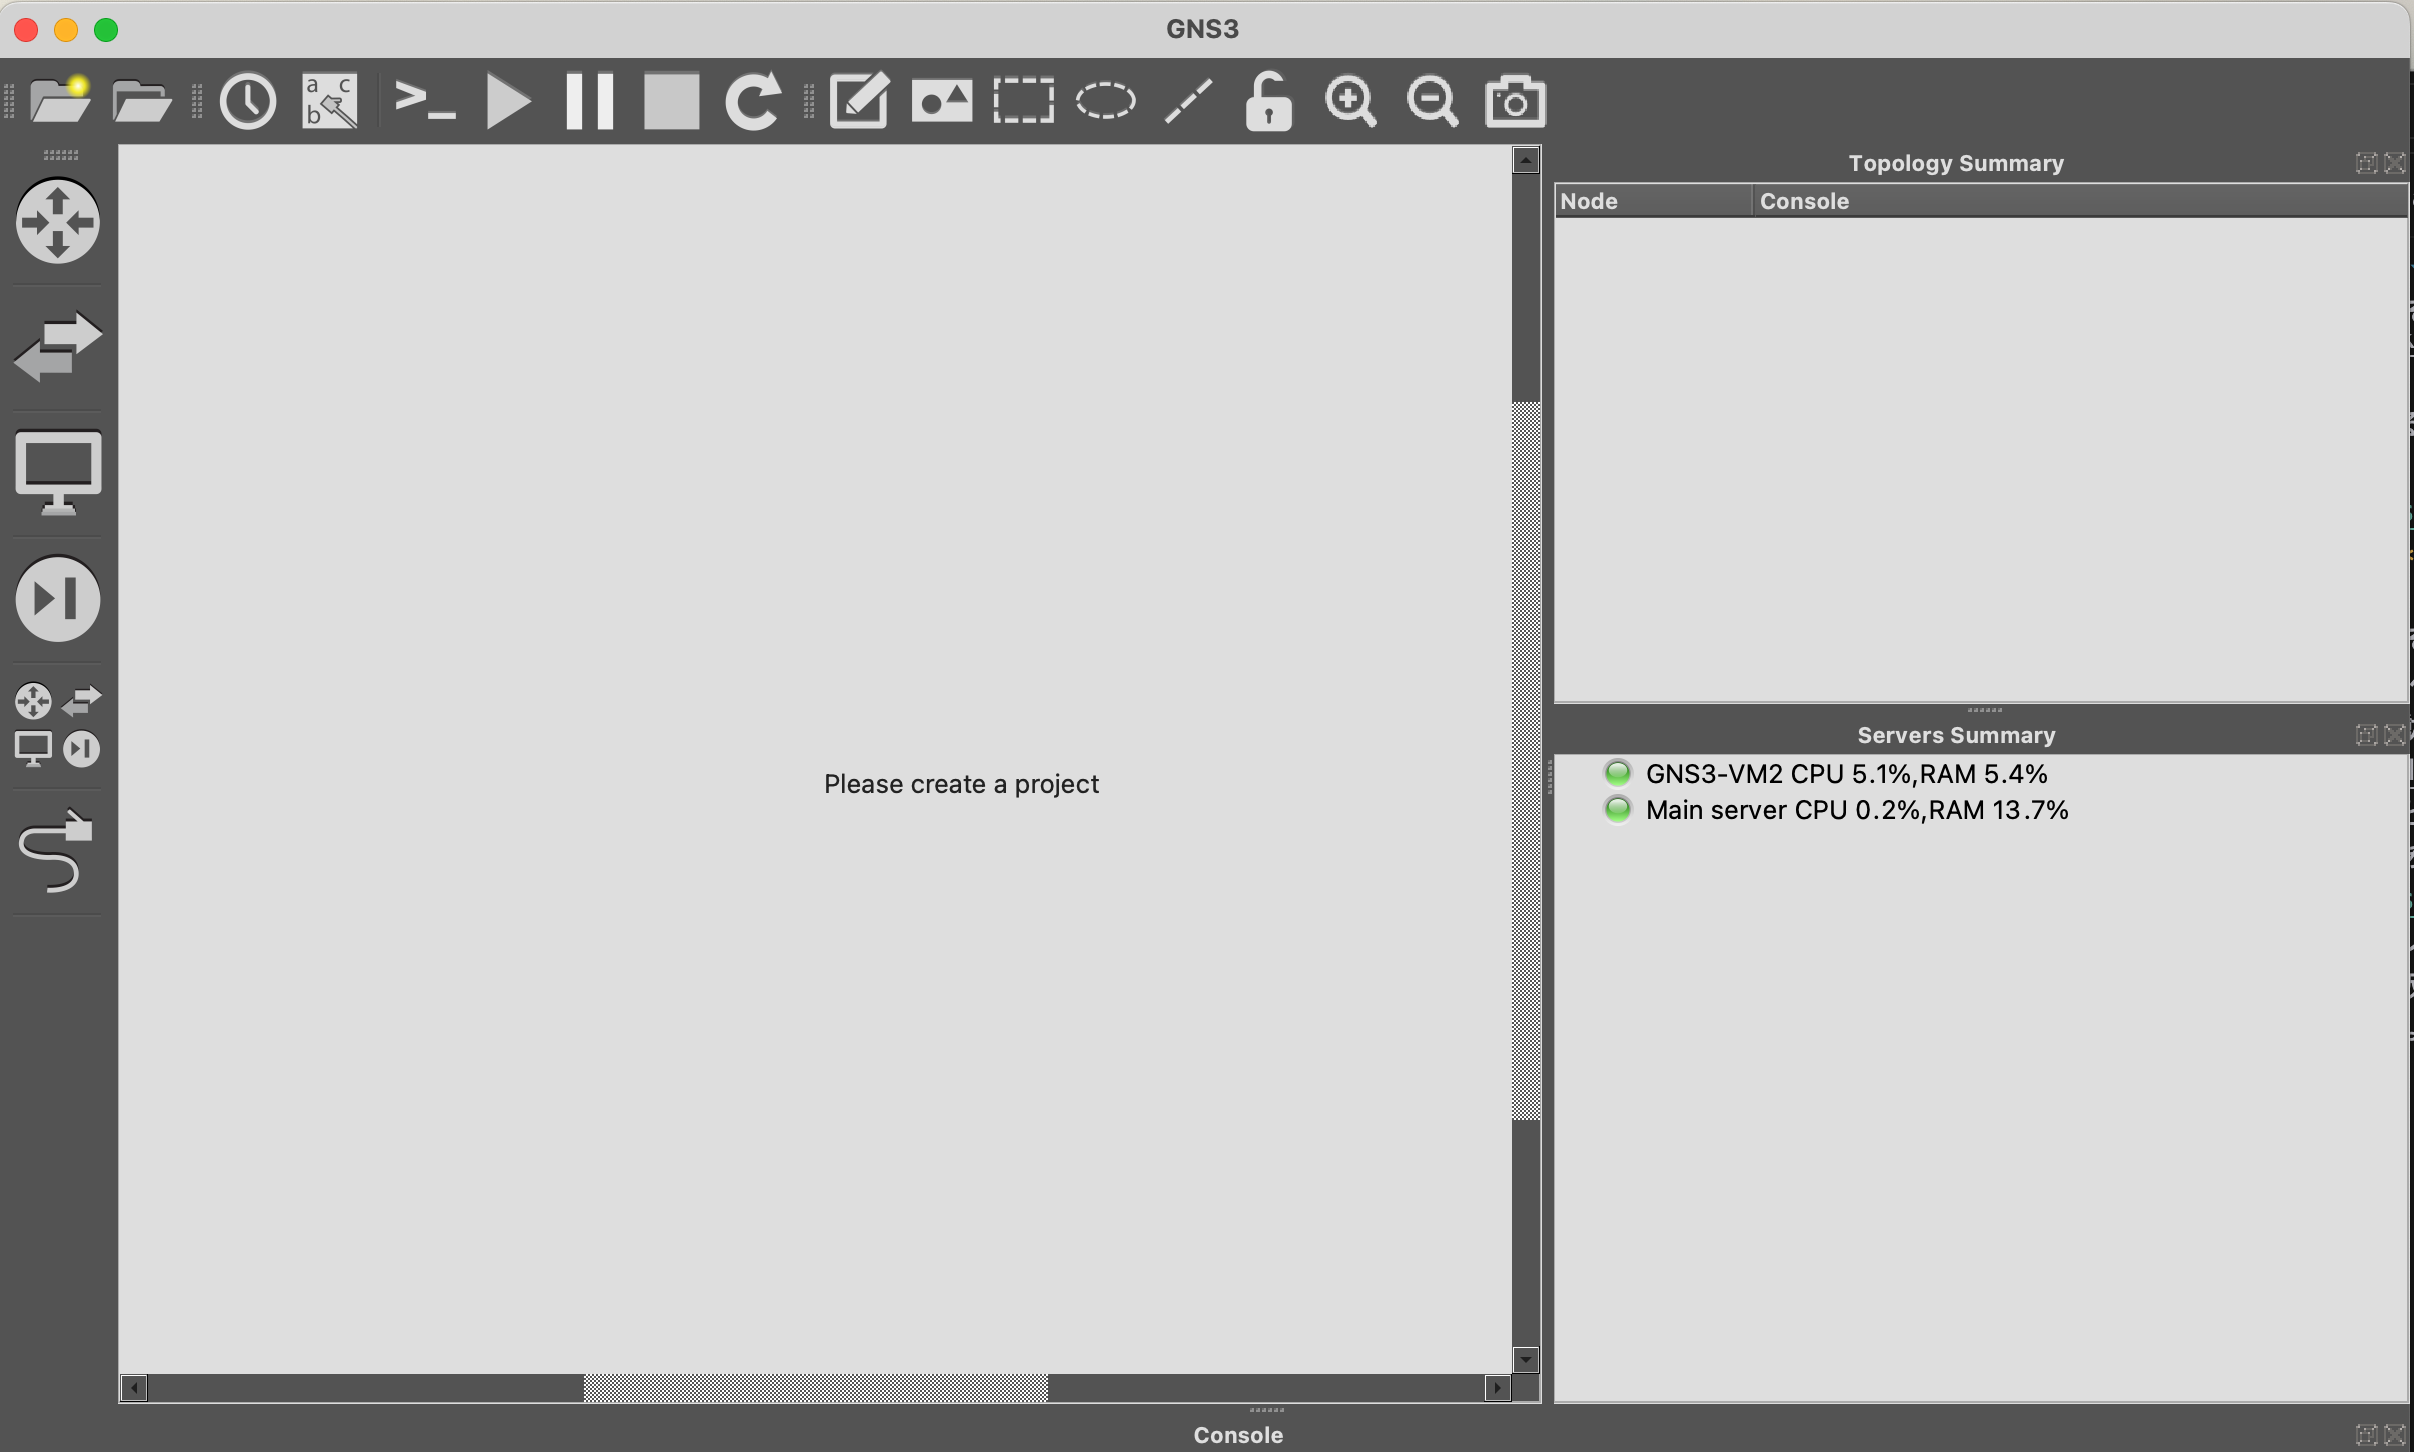 GNS3
a c
b
Topology Summary
Node Console
Please create a project
Servers Summary
GNS3-VM2 CPU 5.1%,RAM 5.4%
Main server CPU 0.2%,RAM 13.7%
Console